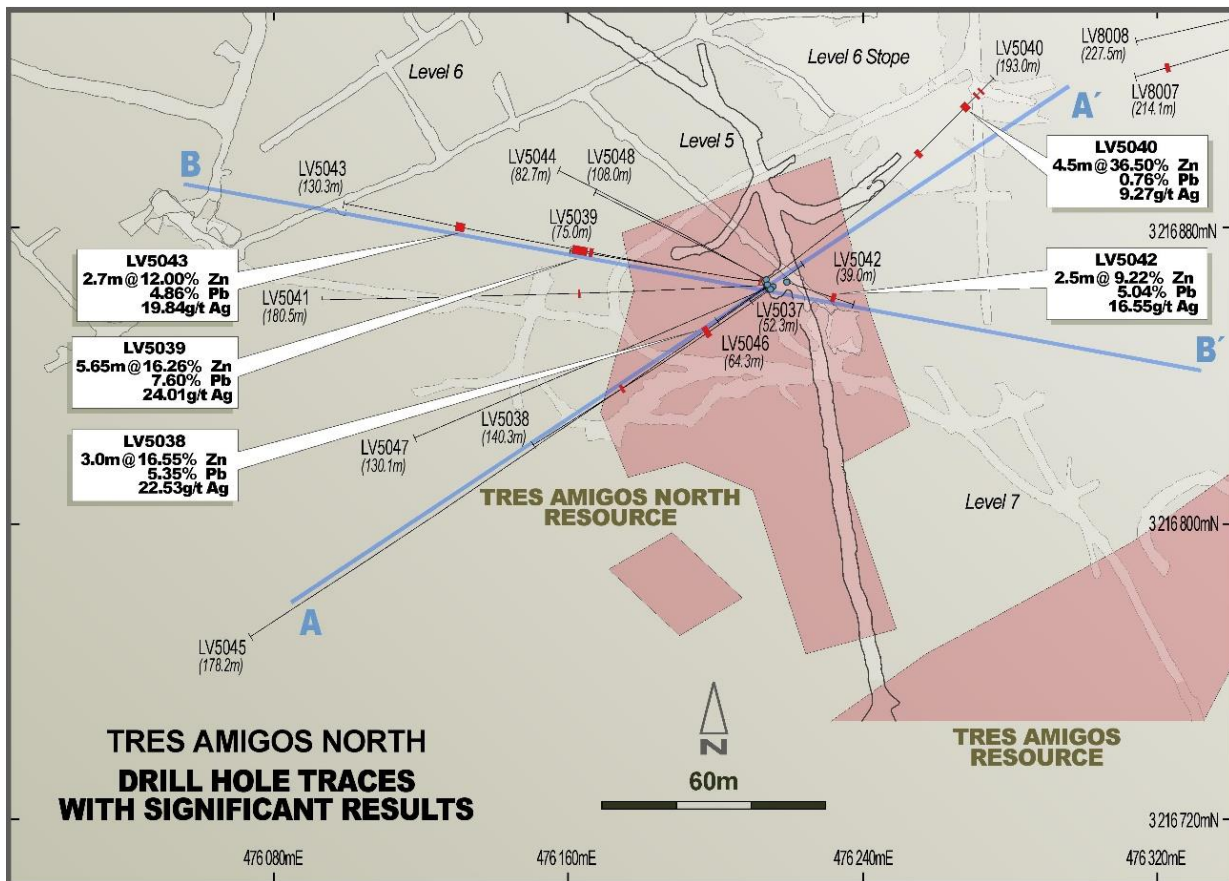 LV8008
(227.5m)
LV5040
(193.0m)
Level 6
Level 6 Stope
LV8007
(214.1m)
A´
Level 5
LV5044
(82.7m)
LV5048
(108.0m)
LV5040
4.5m@36.50% Zn
0.76% Pb
9.27g/t Ag
B
LV5043
(130.3m)
LV5039
(75.0m)
3 216 880mN
LV5043
2.7m@12.00% Zn
4.86% Pb
19.84g/t Ag
LV5042
(39.0m)
LV5042
2.5m@9.22% Zn
5.04% Pb
16.55g/t Ag
LV5041
(180.5m)
LV5037
(52.3m)
LV5039
5.65m@16.26% Zn
7.60% Pb
24.01g/t Ag
LV5046
(64.3m)
B´
LV5038
3.0m@16.55% Zn
5.35% Pb
22.53g/t Ag
LV5038
(140.3m)
LV5047
(130.1m)
TRES AMIGOS NORTH
RESOURCE
Level 7
3 216 800mN
A
LV5045
(178.2m)
TRES AMIGOS NORTH
DRILL HOLE TRACES
WITH SIGNIFICANT RESULTS
N
60m
TRES AMIGOS
RESOURCE
3 216 720mN
476 080mE
476 160mE
476 240mE
476 320mE